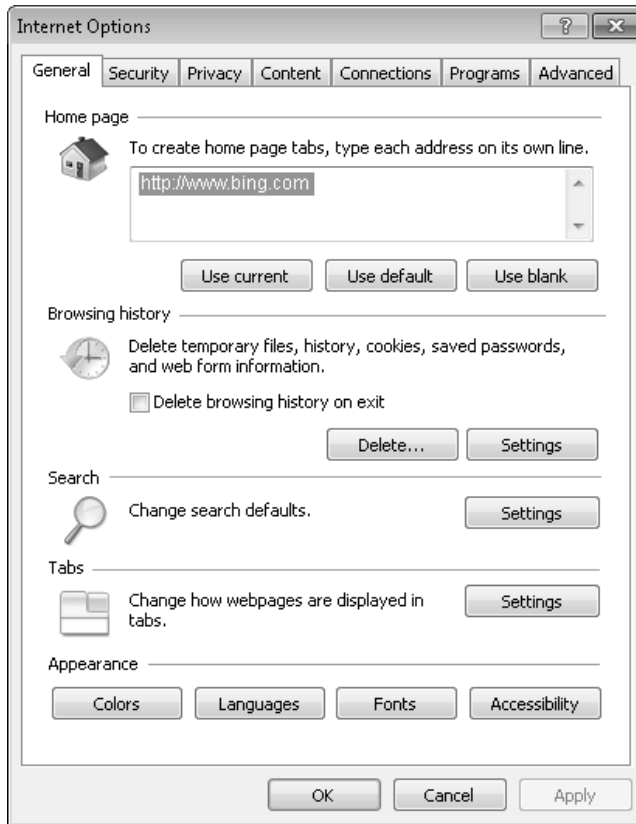 Internet Options
General Security Privacy Content Connections Programs Advanced
Home page
To create home page tabs, type each address on its own line.
http://www.bing.com
Use current Use default Use blank
Browsing history
Delete temporary files, history, cookies, saved passwords,
and web form information.
Delete browsing history on exit
Delete... Settings
Search
Change search defaults.
Settings
Tabs
Change how webpages are displayed in
tabs.
Settings
Appearance
Colors Languages Fonts Accessibility
OK Cancel Apply